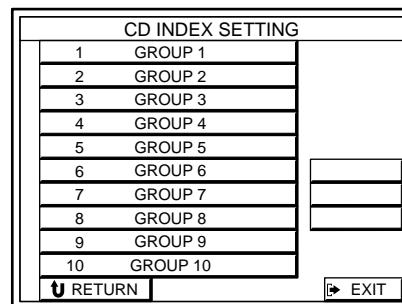 CD INDEX SETTING
1 GROUP 1
2 GROUP 2
3 GROUP 3
4 GROUP 4
5 GROUP 5
6 GROUP 6
7 GROUP 7
8 GROUP 8
9 GROUP 9
10 GROUP 10
RETURN EXIT